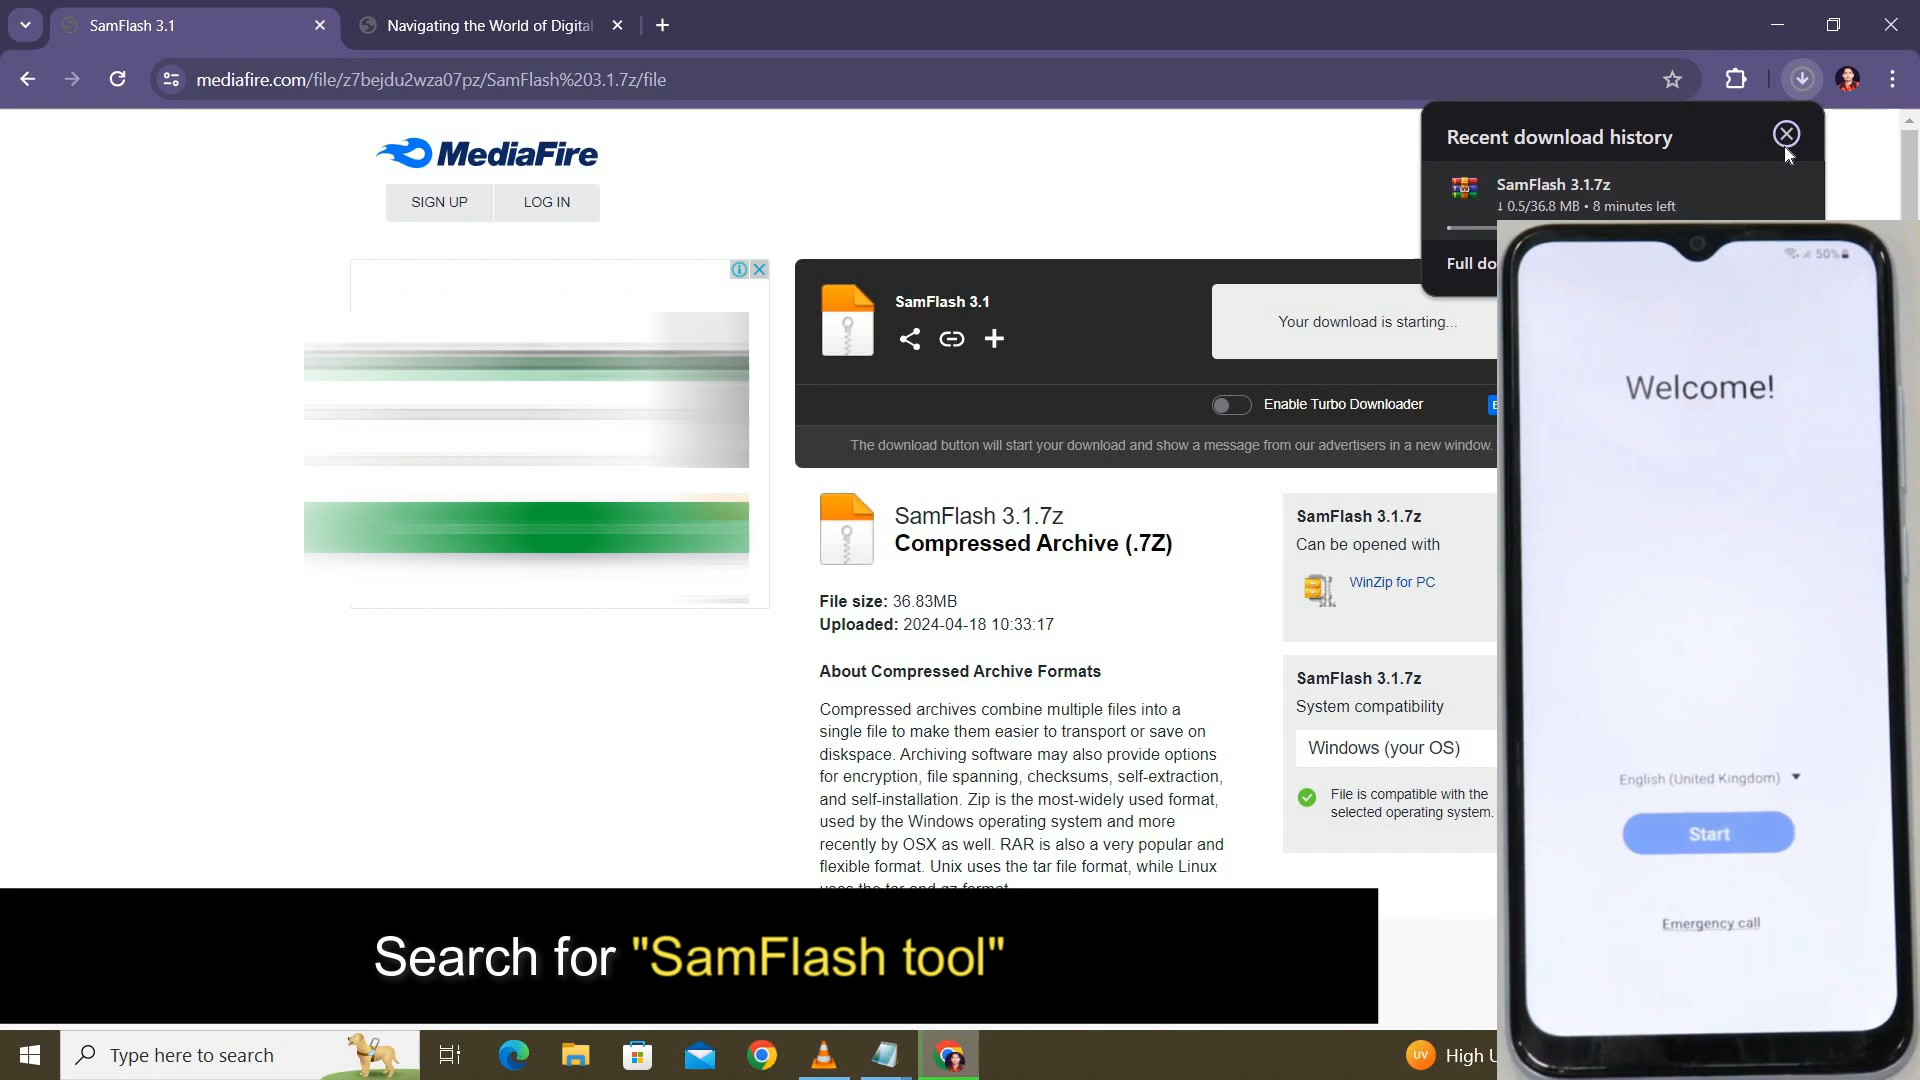 SamFlash 3.1
Navigating the World of Digital
mediafire.com/file/z7bejdu2wza07pz/SamFlash%203.1.7z/file
MediaFire
SIGN UP
LOG IN
Recent download history
SamFlash 3.1.7z
↓ 0.5/36.8 MB • 8 minutes left
Full do
SamFlash 3.1
Your download is starting...
Enable Turbo Downloader
The download button will start your download and show a message from our advertisers in a new window.
SamFlash 3.1.7z
Compressed Archive (.7Z)
File size: 36.83MB
Uploaded: 2024-04-18 10:33:17
About Compressed Archive Formats
Compressed archives combine multiple files into a
single file to make them easier to transport or save on
diskspace. Archiving software may also provide options
for encryption, file spanning, checksums, self-extraction,
and self-installation. Zip is the most-widely used format,
used by the Windows operating system and more
recently by OSX as well. RAR is also a very popular and
flexible format. Unix uses the tar file format, while Linux
uses the tar and gz format.
SamFlash 3.1.7z
Can be opened with
WinZip for PC
SamFlash 3.1.7z
System compatibility
Windows (your OS)
File is compatible with the
selected operating system.
50%
Welcome!
English (United Kingdom)
Start
Emergency call
Search for "SamFlash tool"
Type here to search
UV
High U